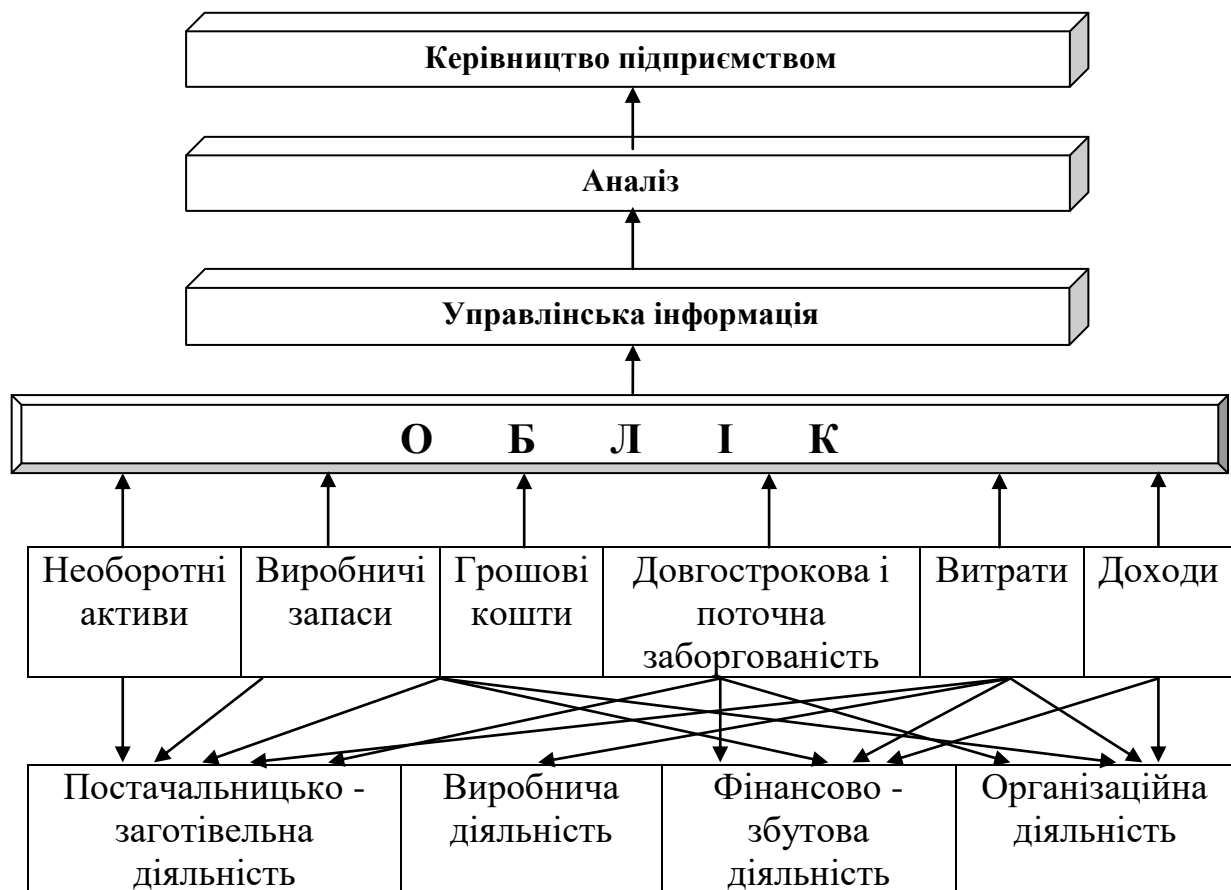 Керівництво підприємством
Аналіз
Управлінська інформація
О Б Л І К
Необоротні
активи
Виробничі
запаси
Грошові
кошти
Довгострокова і
поточна
заборгованість
Витрати
Доходи
Постачальницько -
заготівельна
діяльність
Виробнича
діяльність
Фінансово -
збутова
діяльність
Організаційна
діяльність